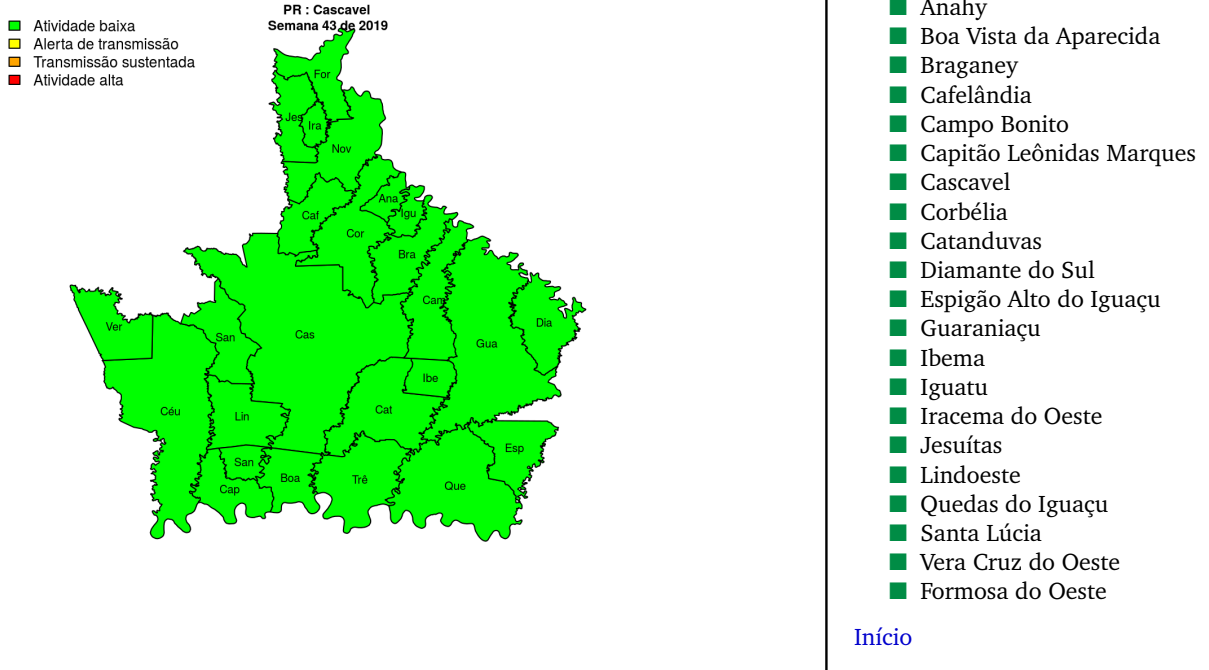 PR : Cascavel
Semana 43 de 2019
Atividade baixa
Alerta de transmissão
Transmissão sustentada
Atividade alta
For
Jes
Ira
Nov
Ana
Igu
Caf
Cor
Bra
Cam
Ver
San
Cas
Dia
Gua
Ibe
Céu
Lin
Cat
Esp
San
Cap
Boa
Trê
Que
Anahy
Boa Vista da Aparecida
Braganey
Cafelândia
Campo Bonito
Capitão Leônidas Marques
Cascavel
Corbélia
Catanduvas
Diamante do Sul
Espigão Alto do Iguaçu
Guaraniaçu
Ibema
Iguatu
Iracema do Oeste
Jesuítas
Lindoeste
Quedas do Iguaçu
Santa Lúcia
Vera Cruz do Oeste
Formosa do Oeste
Início